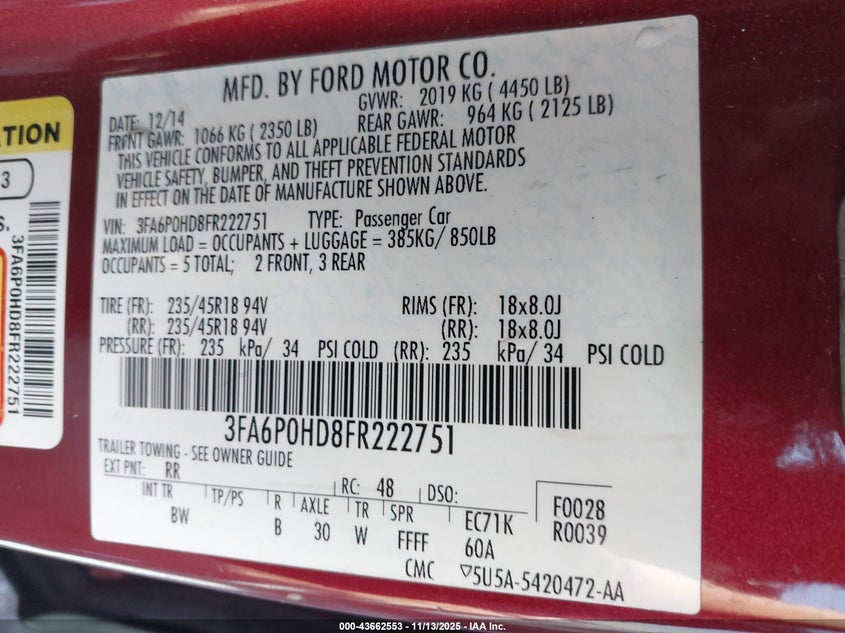 MFD. BY FORD MOTOR CO.
DATE: 12/14 GVWR: 2019 KG ( 4450 LB)
FRONT GAWR: 1066 KG ( 2350 LB) REAR GAWR: 964 KG ( 2125 LB)
THIS VEHICLE CONFORMS TO ALL APPLICABLE FEDERAL MOTOR
VEHICLE SAFETY, BUMPER, AND THEFT PREVENTION STANDARDS
IN EFFECT ON THE DATE OF MANUFACTURE SHOWN ABOVE.
VIN: 3FA6P0HD8FR222751 TYPE: Passenger Car
MAXIMUM LOAD = OCCUPANTS + LUGGAGE = 385KG/ 850LB
OCCUPANTS = 5 TOTAL; 2 FRONT, 3 REAR
TIRE (FR): 235/45R18 94V RIMS (FR): 18x8.0J
(RR): 235/45R18 94V (RR): 18x8.0J
PRESSURE (FR): 235 kPa/ 34 PSI COLD (RR): 235 kPa/ 34 PSI COLD
3FA6P0HD8FR222751
TRAILER TOWING - SEE OWNER GUIDE
EXT PNT: RR RC: 48 DSO:
INT TR TP/PS R AXLE TR SPR EC71K F0028
BW B 30 W FFFF 60A R0039
CMC ▽5U5A-5420472-AA
3
3FA6P0HD8FR222751
000-43662553 | 11/13/2025 - IAA Inc.